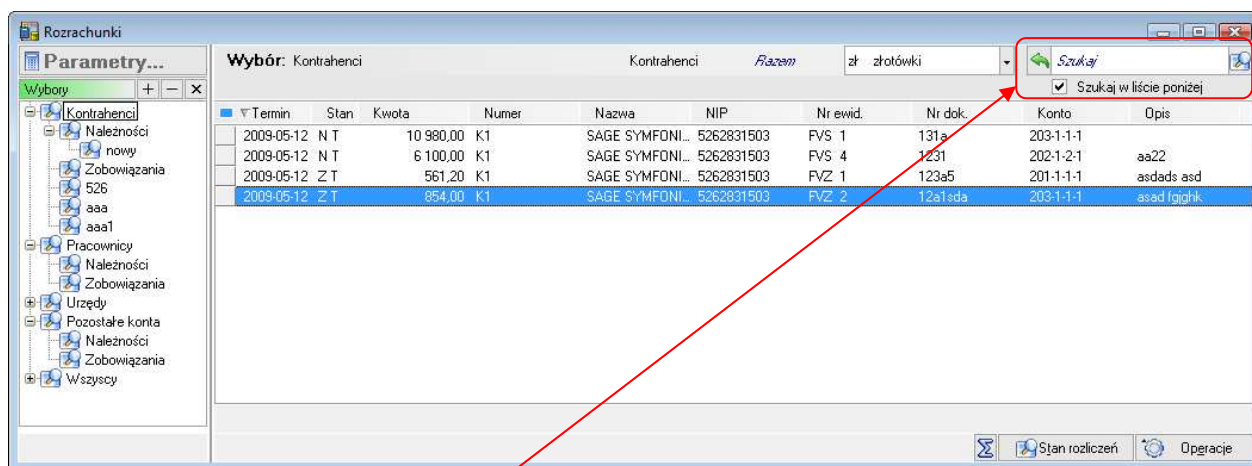 Rozrachunki
Parametry...
Wybór: Kontrahenci Kontrahenci Razem zł złotówki Szukaj
Wybory
Szukaj w liście poniżej
Termin Stan Kwota Numer Nazwa NIP Nr ewid. Nr dok. Konto Opis
2009-05-12 N T 10 980,00 K1 SAGE SYMFONI... 5262831503 FVS 1 131a 203-1-1-1
2009-05-12 N T 6 100,00 K1 SAGE SYMFONI... 5262831503 FVS 4 1231 202-1-2-1 aa22
2009-05-12 Z T 561,20 K1 SAGE SYMFONI... 5262831503 FVZ 1 123a5 201-1-1-1 asdads asd
2009-05-12 Z T 854,00 K1 SAGE SYMFONI... 5262831503 FVZ 2 12a1sda 203-1-1-1 asad fgjghk
Kontrahenci
Należności
nowy
Zobowiązania
526
aaa
aaa1
Pracownicy
Należności
Zobowiązania
Urzędy
Pozostałe konta
Należności
Zobowiązania
Wszyscy
Σ Stan rozliczeń Operacje